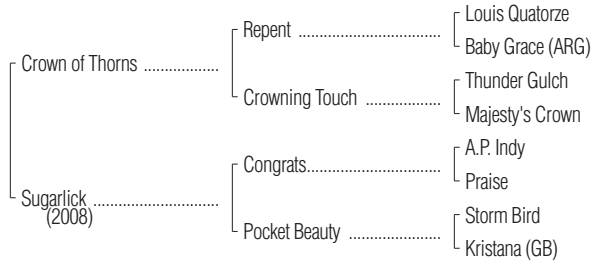 Louis Quatorze
Repent ................................
Baby Grace (ARG)
Crown of Thorns ..................
Thunder Gulch
Crowning Touch .................
Majesty's Crown
A.P. Indy
Congrats..............................
Praise
Sugarlick ..............................
(2008)
Storm Bird
Pocket Beauty .....................
Kristana (GB)